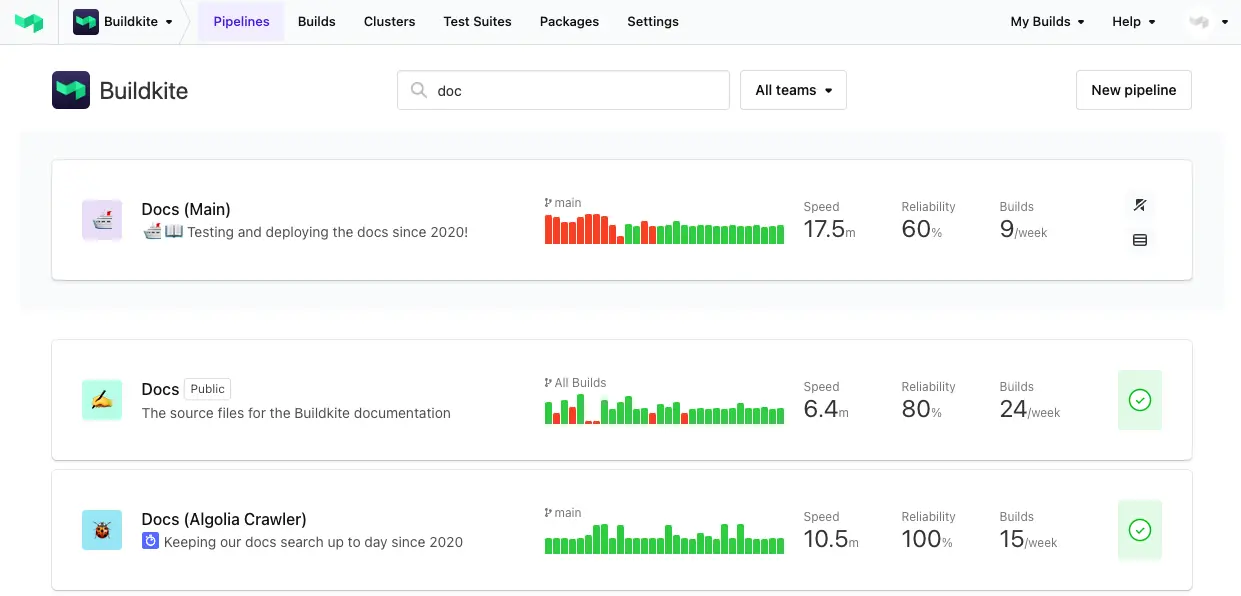 Buildkite Pipelines Builds Clusters Test Suites Packages Settings My Builds Help
Buildkite doc All teams New pipeline
Docs (Main)
Testing and deploying the docs since 2020!
main
Speed Reliability Builds
17.5m 60% 9/week
Docs Public
The source files for the Buildkite documentation
All Builds
Speed Reliability Builds
6.4m 80% 24/week
Docs (Algolia Crawler)
Keeping our docs search up to day since 2020
main
Speed Reliability Builds
10.5m 100% 15/week